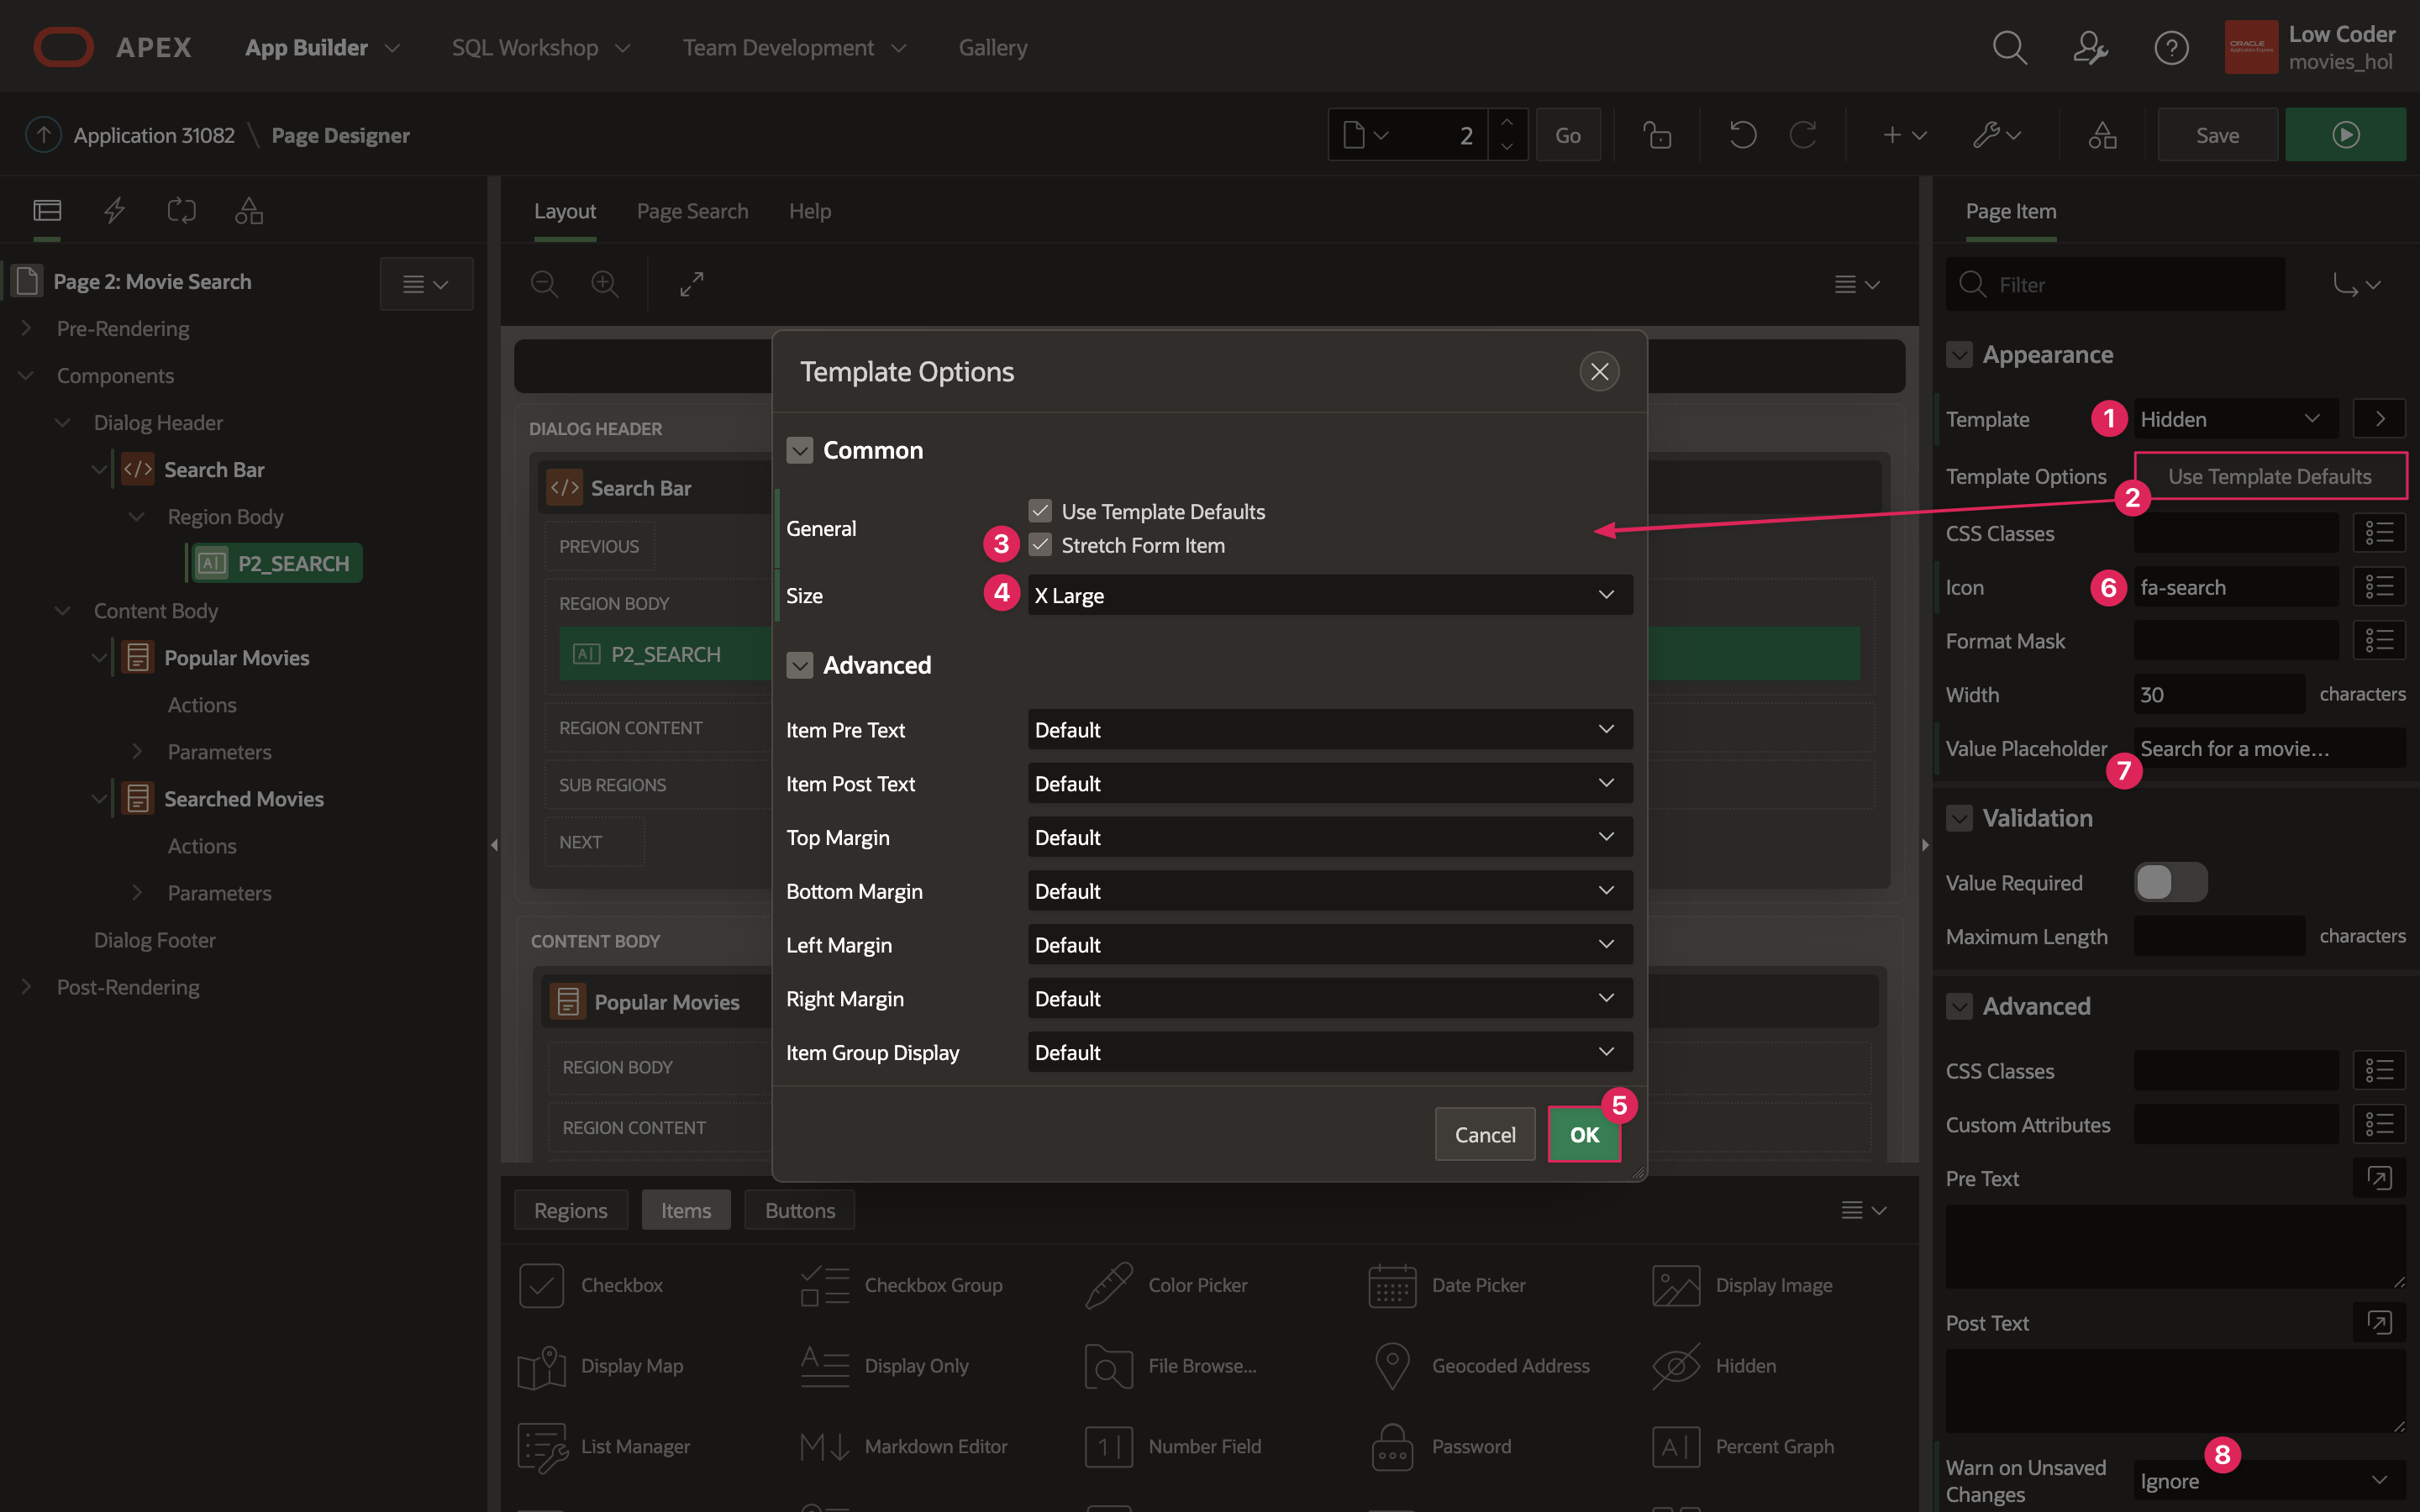 APEX App Builder SQL Workshop Team Development Gallery
ORACLE
Application Express
Low Coder
movies_hol
Application 31082 \ Page Designer
2 Go Save
Page 2: Movie Search
Pre-Rendering
Components
Dialog Header
Search Bar
Region Body
P2_SEARCH
Content Body
Popular Movies
Actions
Parameters
Searched Movies
Actions
Parameters
Dialog Footer
Post-Rendering
Layout Page Search Help
DIALOG HEADER
Search Bar
PREVIOUS
REGION BODY
P2_SEARCH
REGION CONTENT
SUB REGIONS
NEXT
CONTENT BODY
Popular Movies
REGION BODY
REGION CONTENT
Template Options
Common
General
Use Template Defaults
3 Stretch Form Item
Size 4 X Large
Advanced
Item Pre Text Default
Item Post Text Default
Top Margin Default
Bottom Margin Default
Left Margin Default
Right Margin Default
Item Group Display Default
5
Cancel OK
Regions Items Buttons
Checkbox Checkbox Group Color Picker Date Picker Display Image
Display Map Display Only File Browse... Geocoded Address Hidden
List Manager Markdown Editor Number Field Password Percent Graph
Page Item
Filter
Appearance
Template 1 Hidden
Template Options Use Template Defaults
2
CSS Classes
Icon 6 fa-search
Format Mask
Width 30 characters
Value Placeholder Search for a movie...
7
Validation
Value Required
Maximum Length characters
Advanced
CSS Classes
Custom Attributes
Pre Text
Post Text
8
Warn on Unsaved
Changes
Ignore